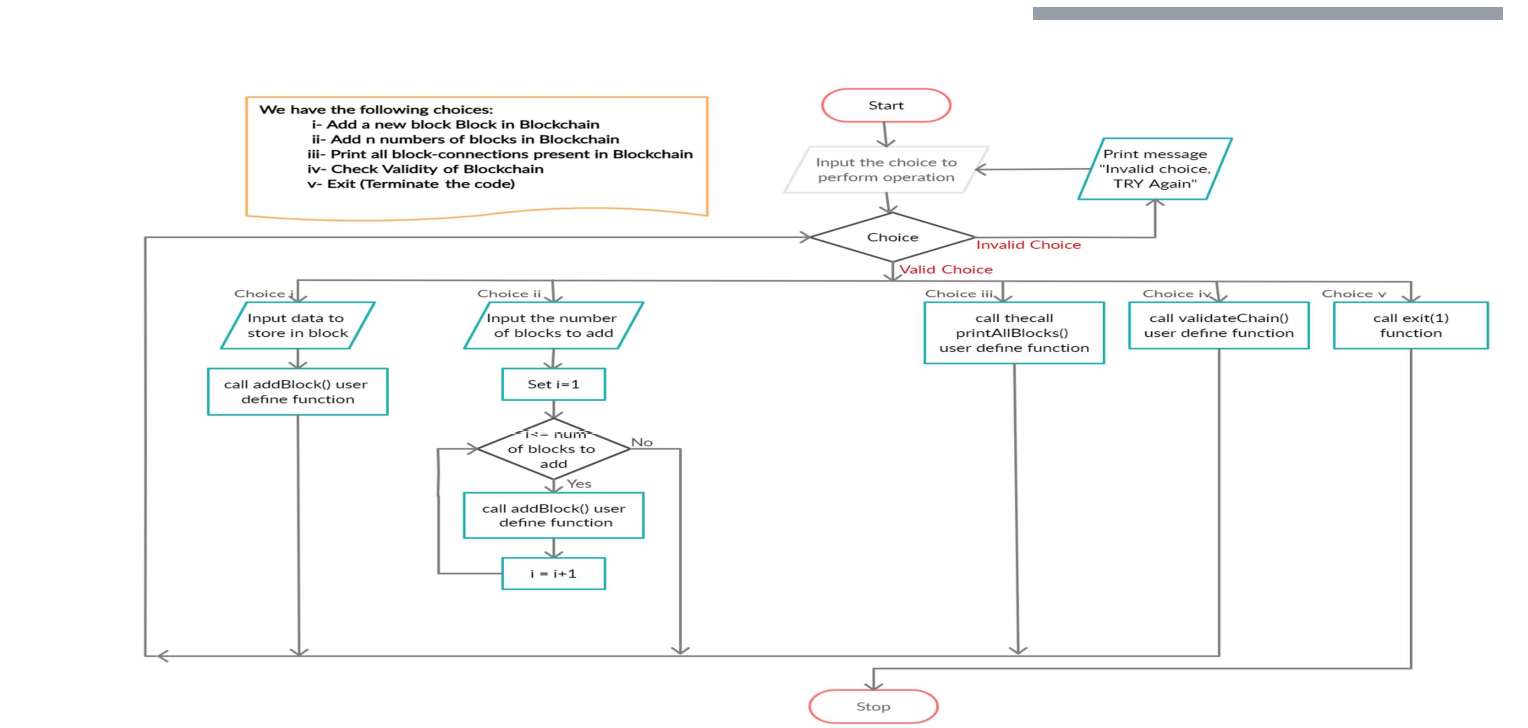 We have the following choices:
i- Add a new block Block in Blockchain
ii- Add n numbers of blocks in Blockchain
iii- Print all block-connections present in Blockchain
iv- Check Validity of Blockchain
v- Exit (Terminate the code)
Start
Input the choice to
perform operation
Print message
"Invalid choice,
TRY Again"
Choice
Invalid Choice
Valid Choice
Choice i
Input data to
store in block
call addBlock() user
define function
Choice ii
Input the number
of blocks to add
Set i=1
i<= num
of blocks to
add
No
Yes
call addBlock() user
define function
i = i+1
Choice iii
call thecall
printAllBlocks()
user define function
Choice iv
call validateChain()
user define function
Choice v
call exit(1)
function
Stop